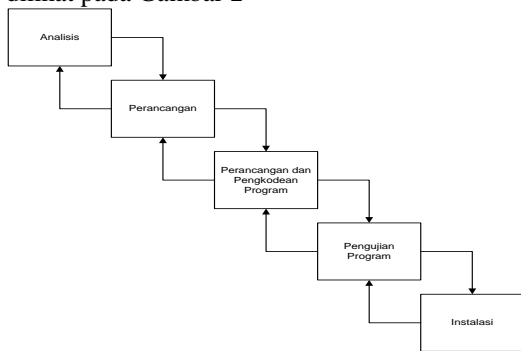 dilihat pada Gambar 2
Analisis
Perancangan
Perancangan dan
Pengkodean
Program
Pengujian
Program
Instalasi